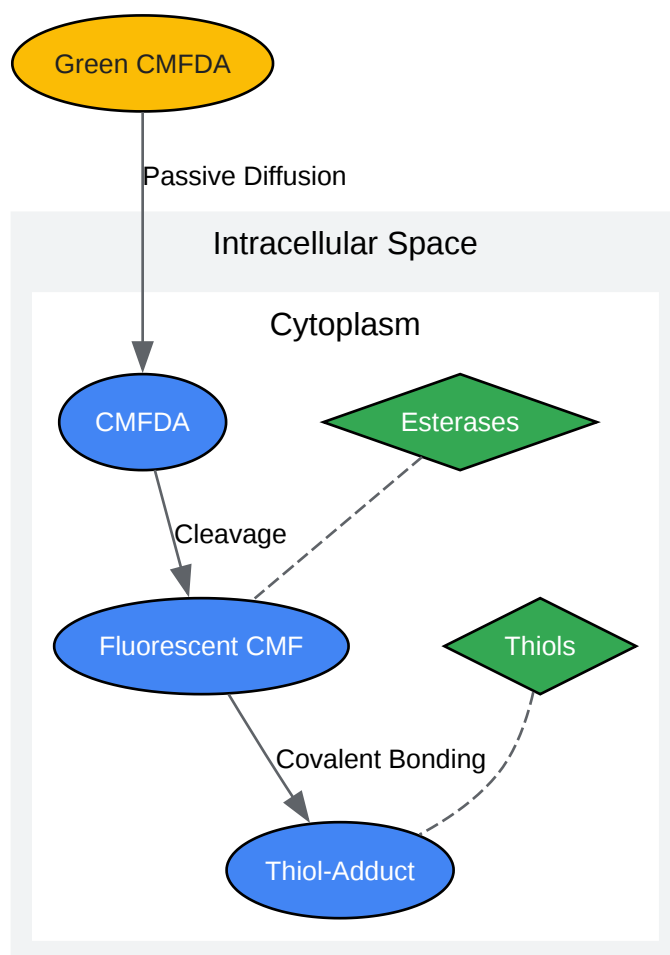 Green CMFDA
Passive Diffusion
Intracellular Space
Cytoplasm
CMFDA
Esterases
Cleavage
Fluorescent CMF
Thiols
Covalent Bonding
Thiol-Adduct